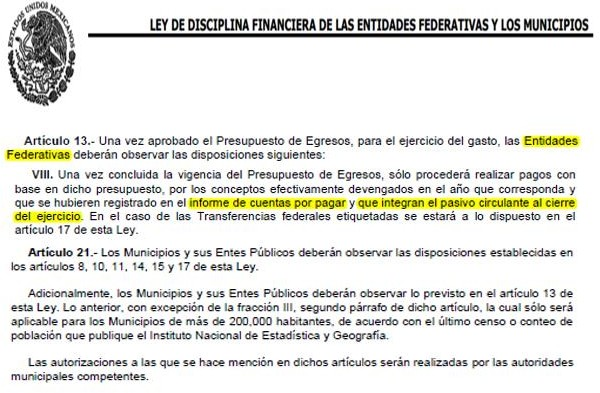 ESTADOS UNIDOS MEXICANOS
LEY DE DISCIPLINA FINANCIERA DE LAS ENTIDADES FEDERATIVAS Y LOS MUNICIPIOS
Artículo 13.- Una vez aprobado el Presupuesto de Egresos, para el ejercicio del gasto, las Entidades
Federativas deberán observar las disposiciones siguientes:
VIII. Una vez concluida la vigencia del Presupuesto de Egresos, sólo procederá realizar pagos con
base en dicho presupuesto, por los conceptos efectivamente devengados en el año que corresponda y
que se hubieren registrado en el informe de cuentas por pagar y que integran el pasivo circulante al cierre
del ejercicio. En el caso de las Transferencias federales etiquetadas se estará a lo dispuesto en el
artículo 17 de esta Ley.
Artículo 21.- Los Municipios y sus Entes Públicos deberán observar las disposiciones establecidas en
los artículos 8, 10, 11, 14, 15 y 17 de esta Ley.
Adicionalmente, los Municipios y sus Entes Públicos deberán observar lo previsto en el artículo 13 de
esta Ley. Lo anterior, con excepción de la fracción III, segundo párrafo de dicho artículo, la cual sólo será
aplicable para los Municipios de más de 200,000 habitantes, de acuerdo con el último censo o conteo de
población que publique el Instituto Nacional de Estadística y Geografía.
Las autorizaciones a las que se hace mención en dichos artículos serán realizadas por las autoridades
municipales competentes.